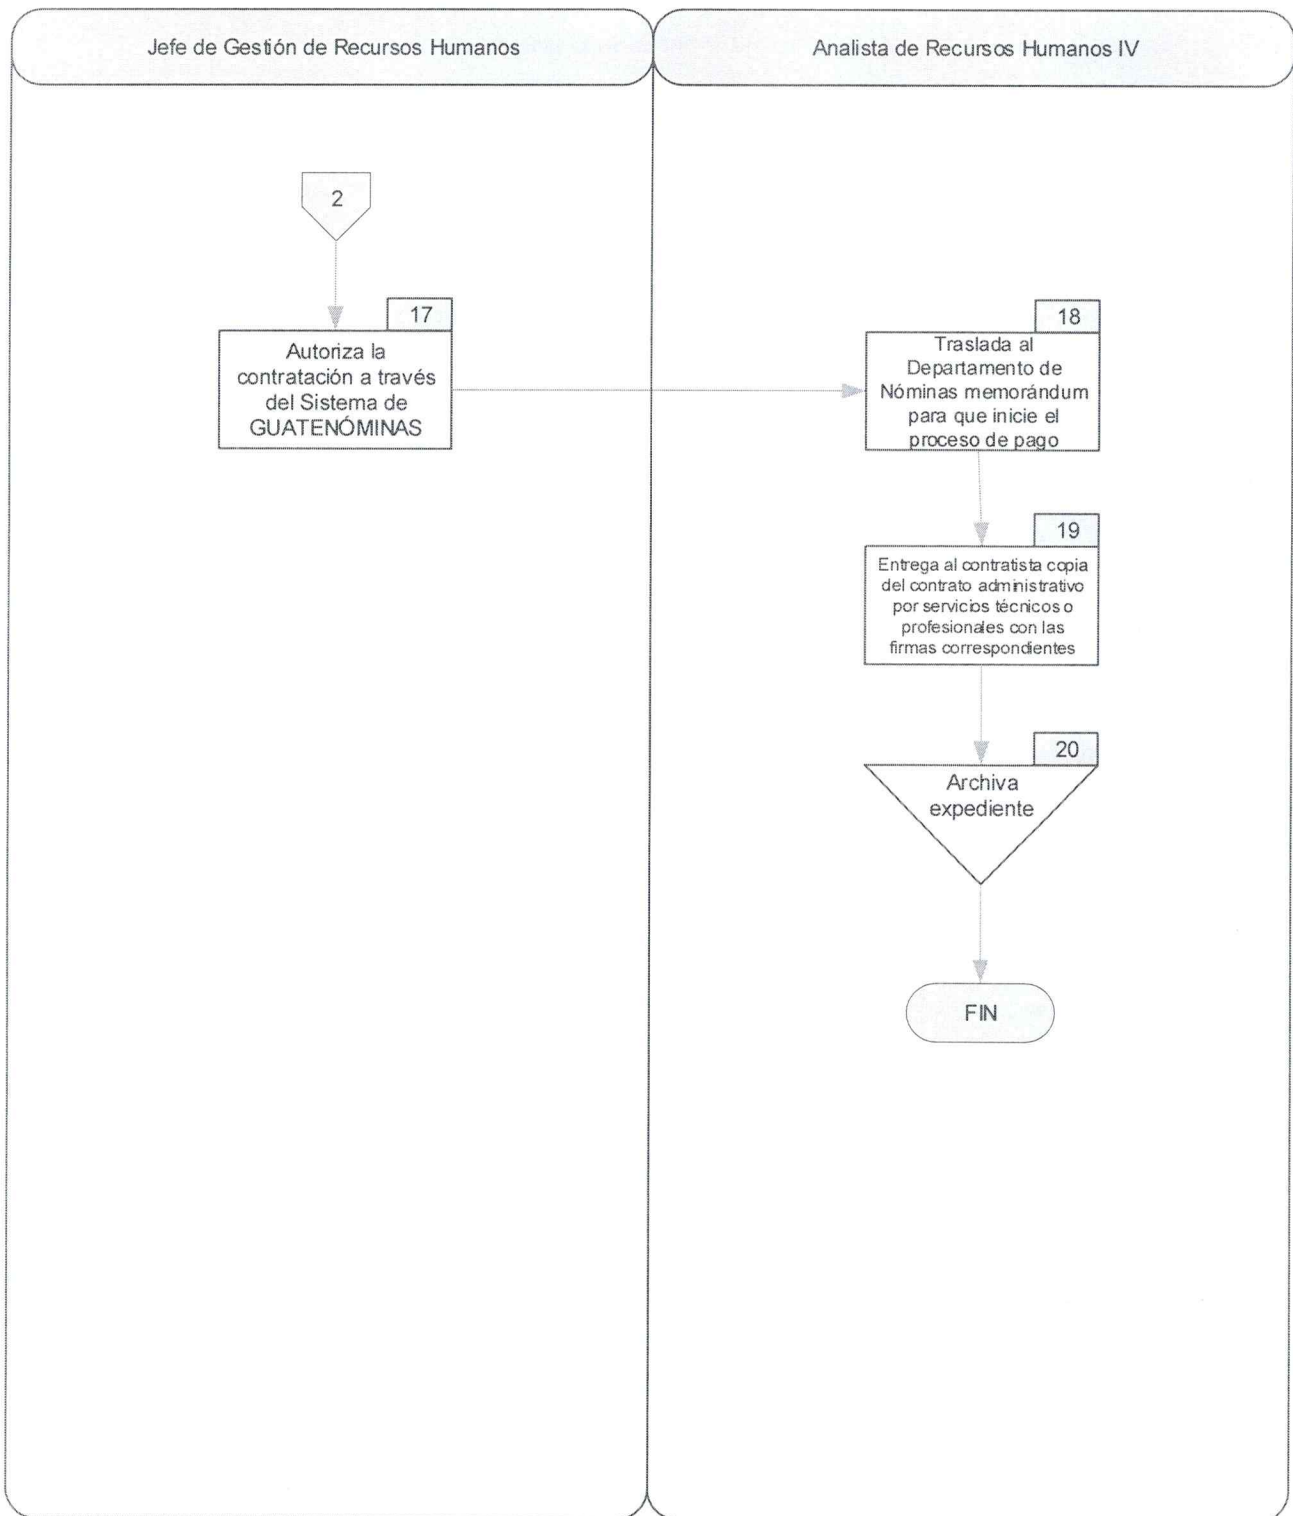 Jefe de Gestión de Recursos Humanos
Analista de Recursos Humanos IV
2
17
Autoriza la
contratación a través
del Sistema de
GUATENÓMINAS
18
Traslada al
Departamento de
Nóminas memorándum
para que inicie el
proceso de pago
19
Entrega al contratista copia
del contrato administrativo
por servicios técnicos o
profesionales con las
firmas correspondientes
20
Archiva
expediente
FIN